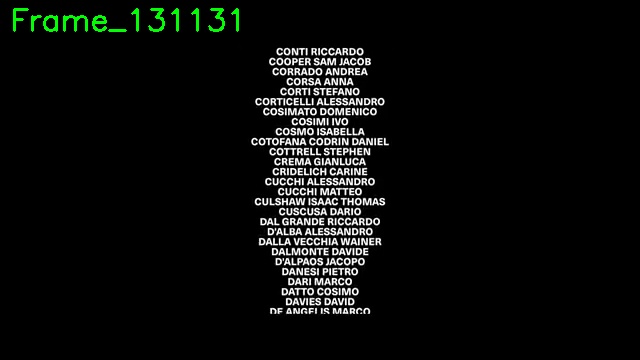 Frame_131131
CONTI RICCARDO
COOPER SAM JACOB
CORRADO ANDREA
CORSA ANNA
CORTI STEFANO
CORTICELLI ALESSANDRO
COSIMATO DOMENICO
COSIMI IVO
COSMO ISABELLA
COTOFANA CODRIN DANIEL
COTTRELL STEPHEN
CREMA GIANLUCA
CRIDELICH CARINE
CUCCHI ALESSANDRO
CUCCHI MATTEO
CULSHAW ISAAC THOMAS
CUSCUSA DARIO
DAL GRANDE RICCARDO
D'ALBA ALESSANDRO
DALLA VECCHIA WAINER
DALMONTE DAVIDE
D'ALPAOS JACOPO
DANESI PIETRO
DARI MARCO
DATTO COSIMO
DAVIES DAVID
DE ANGELIS MARCO